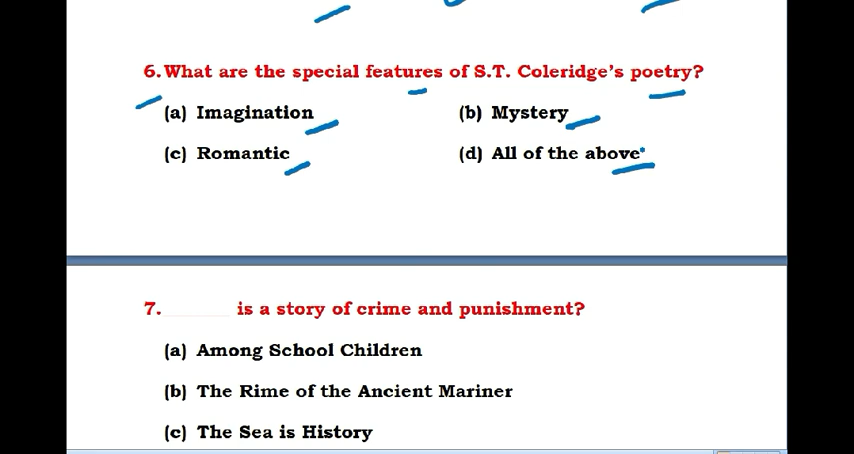 6. What are the special features of S.T. Coleridge's poetry?
(a) Imagination (b) Mystery
(c) Romantic (d) All of the above
7. ______ is a story of crime and punishment?
(a) Among School Children
(b) The Rime of the Ancient Mariner
(c) The Sea is History